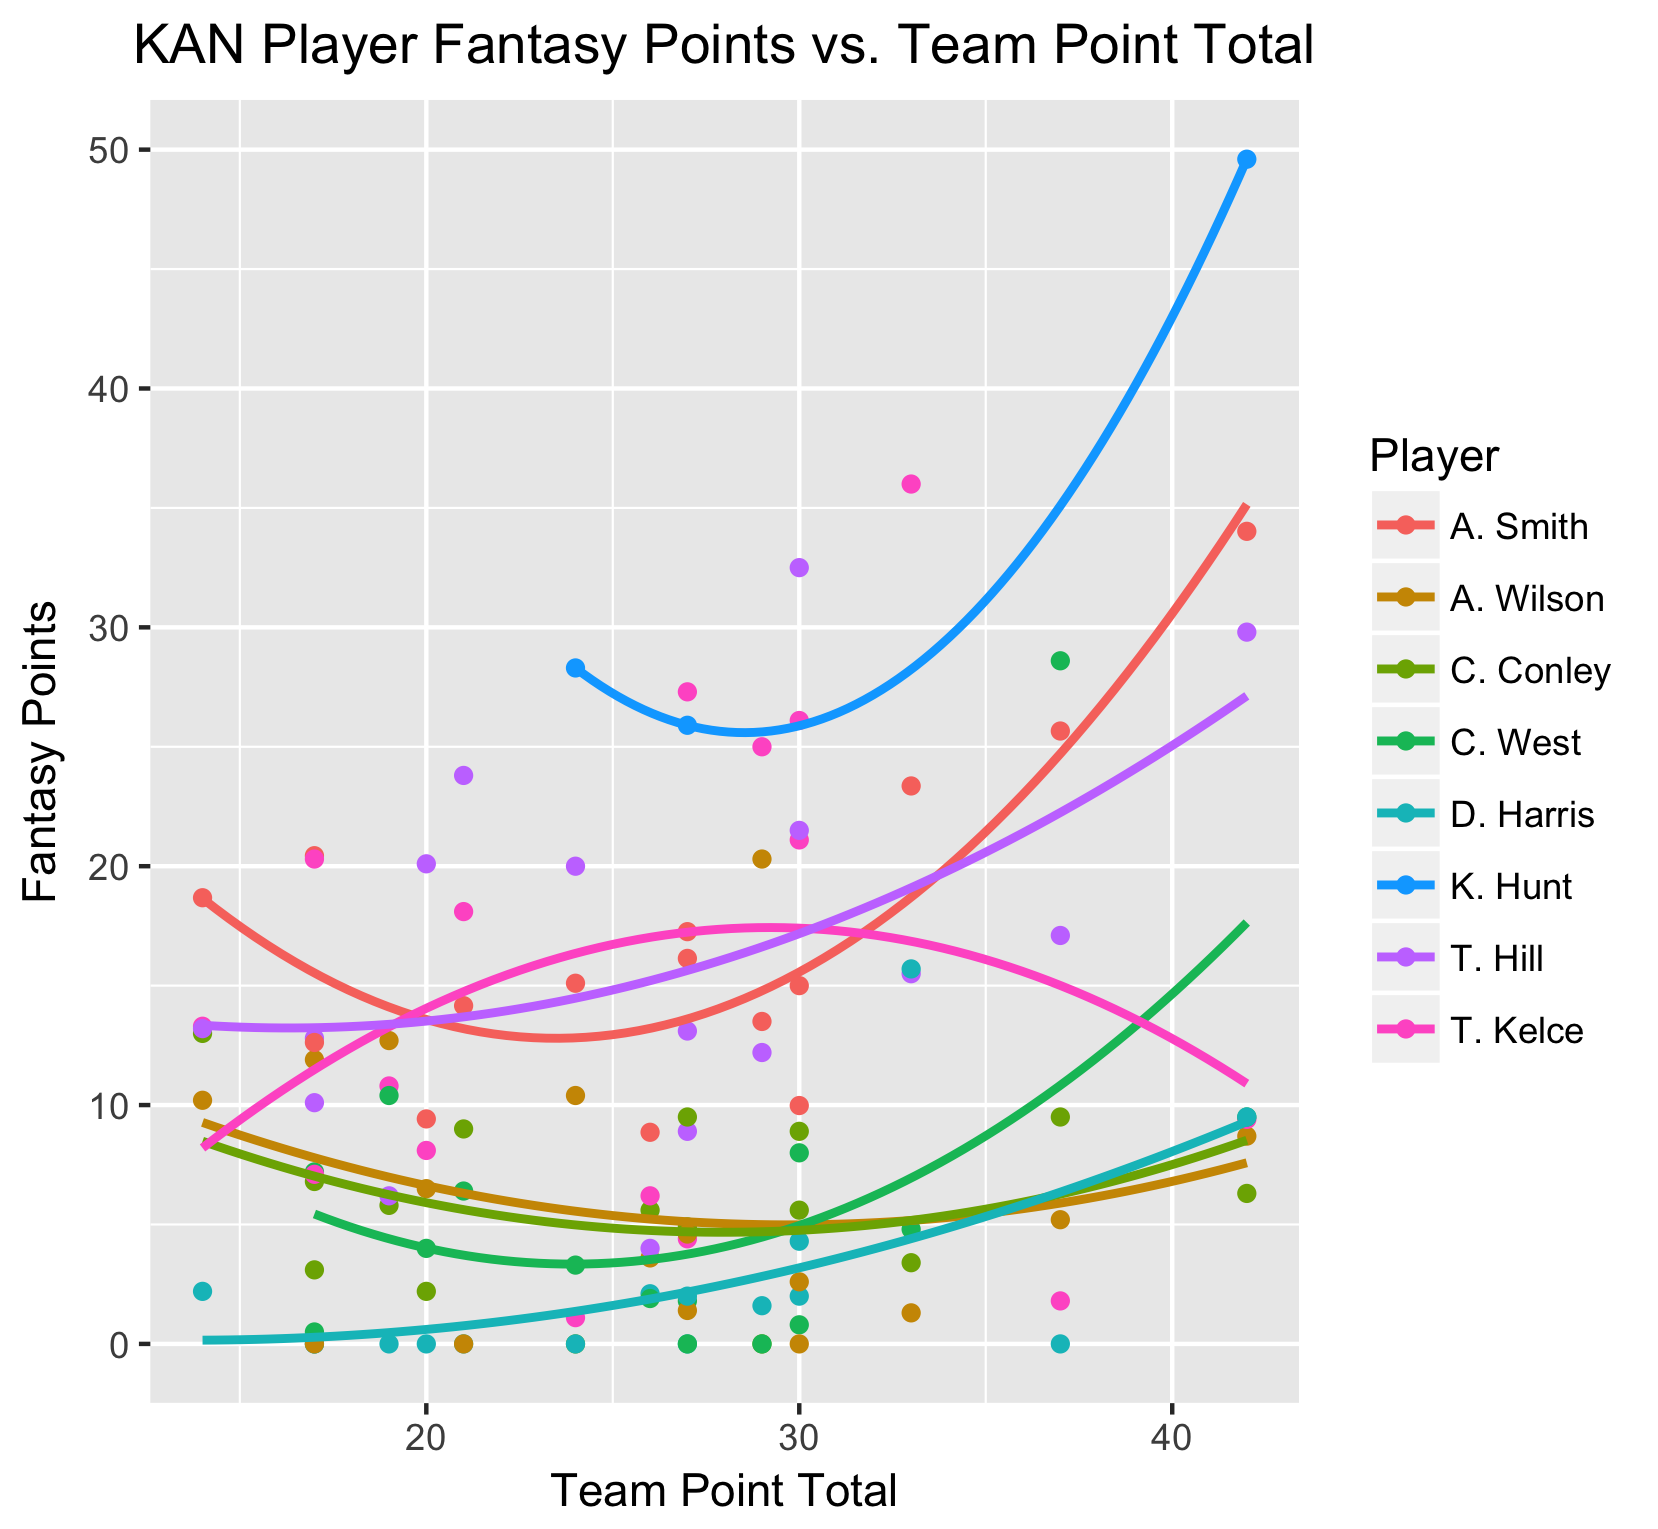 KAN Player Fantasy Points vs. Team Point Total
50
40
30
20
10
0
Fantasy Points
20
30
40
Team Point Total
Player
A. Smith
A. Wilson
C. Conley
C. West
D. Harris
K. Hunt
T. Hill
T. Kelce